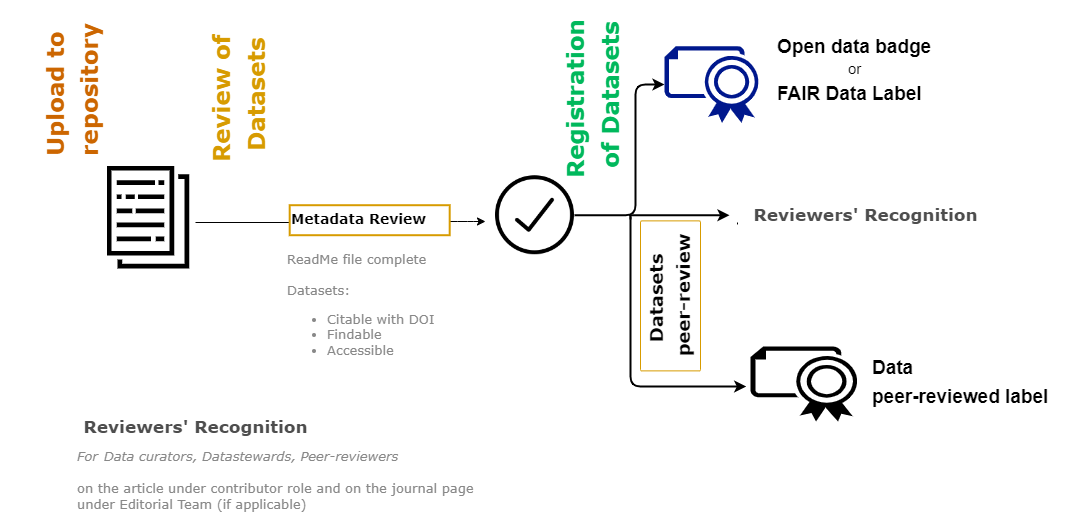 Upload to
repository
Review of
Datasets
Registration
of Datasets
Open data badge
or
FAIR Data Label
Metadata Review
Reviewers' Recognition
ReadMe file complete
Datasets:
• Citable with DOI
• Findable
• Accessible
Datasets
peer-review
Data
peer-reviewed label
Reviewers' Recognition
For Data curators, Datastewards, Peer-reviewers
on the article under contributor role and on the journal page
under Editorial Team (if applicable)